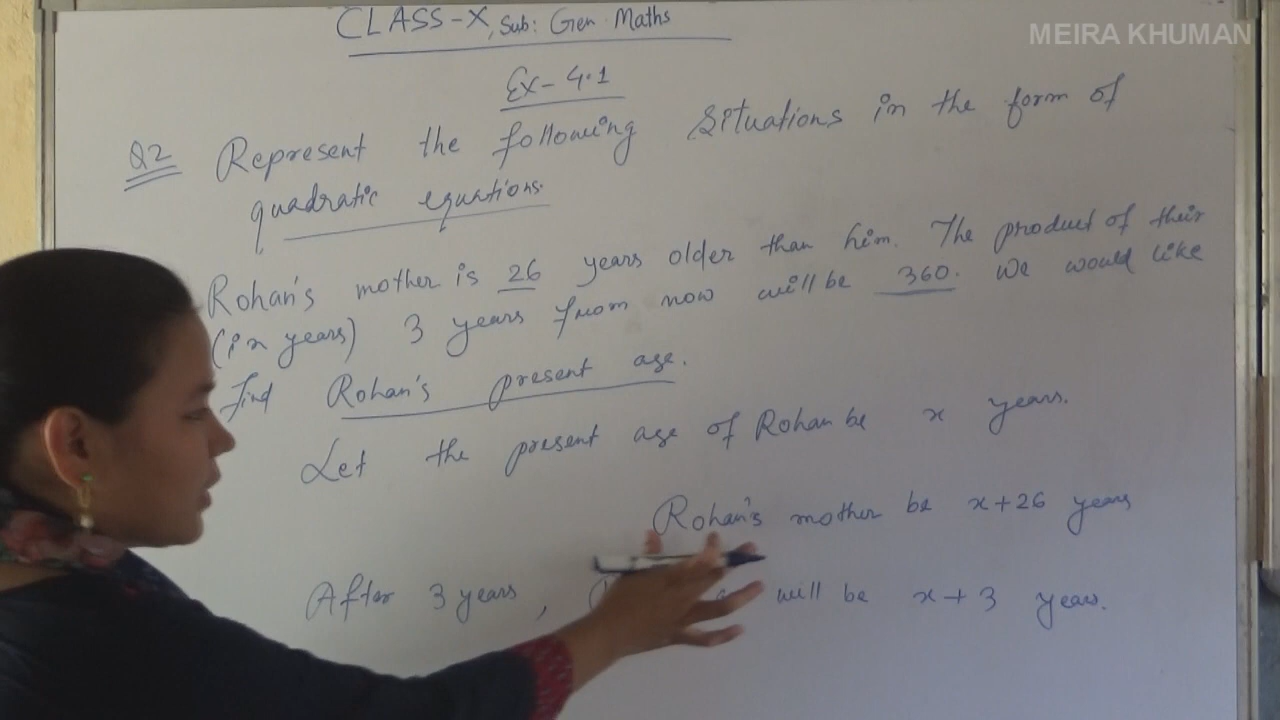 CLASS-X, Sub: Gen Maths
MEIRA KHUMAN
Ex-4.1
Q2 Represent the following situations in the form of
quadratic equations.
Rohan's mother is 26 years older than him. The product of their
(in years) 3 years from now will be 360. We would like
find Rohan's present age.
Let the present age of Rohan be x years.
Rohan's mother be x+26 years
After 3 years, will be x+3 years.